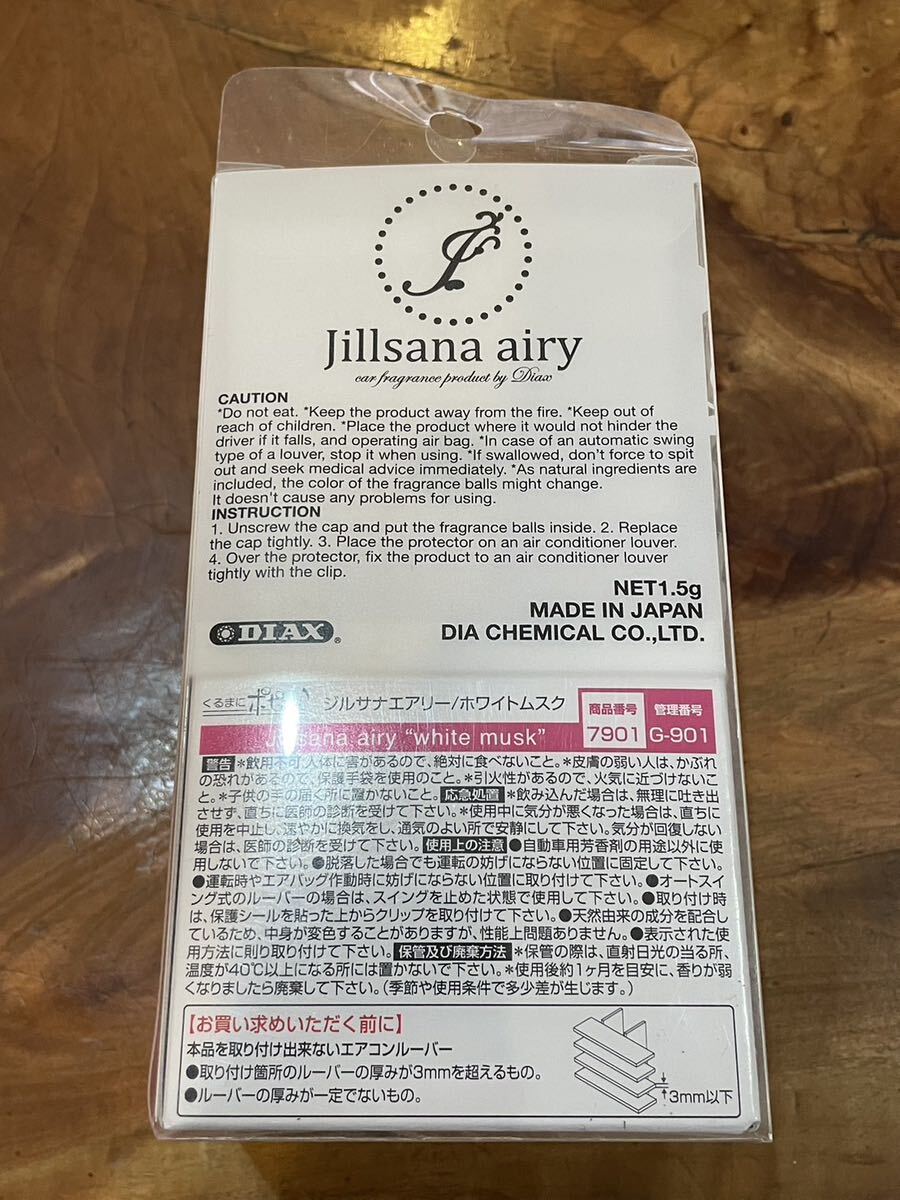 Jillsana airy
car fragrance product by Diax
CAUTION
*Do not eat. *Keep the product away from the fire. *Keep out of
reach of children. *Place the product where it would not hinder the
driver if it falls, and operating air bag. *In case of an automatic swing
type of a louver, stop it when using. *If swallowed, don't force to spit
out and seek medical advice immediately. *As natural ingredients are
included, the color of the fragrance balls might change.
It doesn't cause any problems for using.
INSTRUCTION
1. Unscrew the cap and put the fragrance balls inside. 2. Replace
the cap tightly. 3. Place the protector on an air conditioner louver.
4. Over the protector, fix the product to an air conditioner louver
tightly with the clip.
NET1.5g
MADE IN JAPAN
DIAX®
DIA CHEMICAL CO.,LTD.
くるまに ジルサナエアリー/ホワイトムスク 商品番号 管理番号
Jillsana airy "white musk" 7901 G-901
警告 *飲用不可 人体に害があるので、絶対に食べないこと。*皮膚の弱い人は、かぶれ
の恐れがあるので、保護手袋を使用のこと。*引火性があるので、火気に近づけないこ
と。*子供の手の届く所に置かないこと。 応急処置 *飲み込んだ場合は、無理に吐き出
させず、直ちに医師の診断を受けて下さい。*使用中に気分が悪くなった場合は、直ちに
使用を中止し、速やかに換気をし、通気のよい所で安静にして下さい。気分が回復しない
場合は、医師の診断を受けて下さい。 使用上の注意 ●自動車用芳香剤の用途以外に使
用しないで下さい。●脱落した場合でも運転の妨げにならない位置に固定して下さい。
●運転時やエアバッグ作動時に妨げにならない位置に取り付けて下さい。●オートスイ
ング式のルーバーの場合は、スイングを止めた状態で使用して下さい。●取り付け時
は、保護シールを貼った上からクリップを取り付けて下さい。●天然由来の成分を配合し
ているため、中身が変色することがありますが、性能上問題ありません。●表示された使
用方法に則り取り付けて下さい。 保管及び廃棄方法 *保管の際は、直射日光の当る所、
温度が40℃以上になる所には置かないで下さい。*使用後約1ヶ月を目安に、香りが弱
くなりましたら廃棄して下さい。(季節や使用条件で多少差が生じます。)
【お買い求めいただく前に】
本品を取り付け出来ないエアコンルーバー
●取り付け箇所のルーバーの厚みが3mmを超えるもの。
●ルーバーの厚みが一定でないもの。
3mm以下